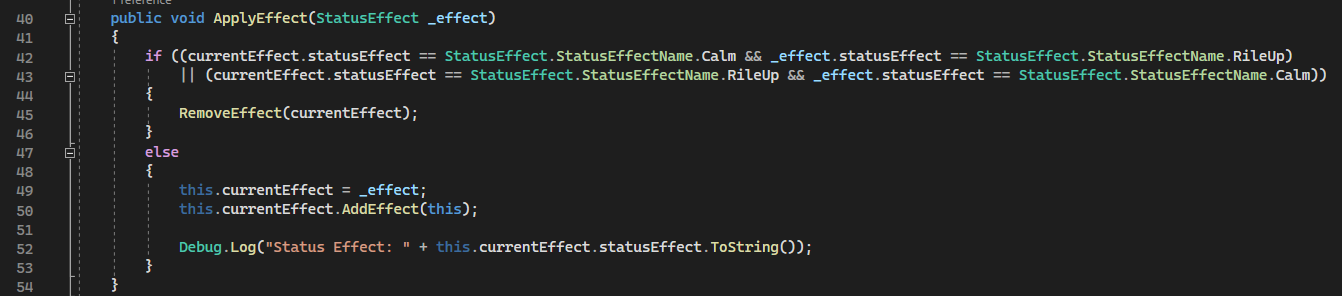 1 reference
40 public void ApplyEffect(StatusEffect _effect)
41 {
42 if ((currentEffect.statusEffect == StatusEffect.StatusEffectName.Calm && _effect.statusEffect == StatusEffect.StatusEffectName.RileUp)
43 || (currentEffect.statusEffect == StatusEffect.StatusEffectName.RileUp && _effect.statusEffect == StatusEffect.StatusEffectName.Calm))
44 {
45 RemoveEffect(currentEffect);
46 }
47 else
48 {
49 this.currentEffect = _effect;
50 this.currentEffect.AddEffect(this);
51
52 Debug.Log("Status Effect: " + this.currentEffect.statusEffect.ToString());
53 }
54 }